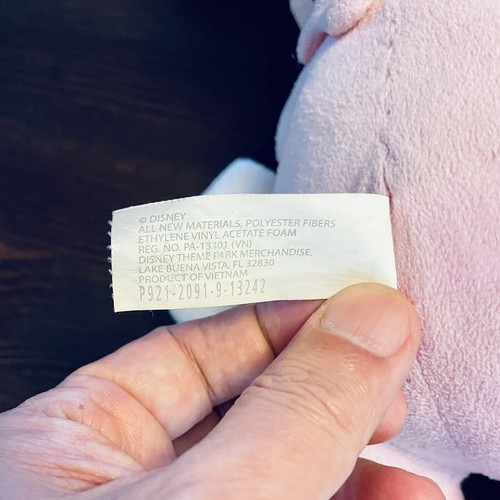 © DISNEY
ALL NEW MATERIALS, POLYESTER FIBERS
ETHYLENE VINYL ACETATE FOAM
REG. NO. PA-13101 (VN)
DISNEY THEME PARK MERCHANDISE,
LAKE BUENA VISTA, FL 32830
PRODUCT OF VIETNAM
P921-2091-9-13242